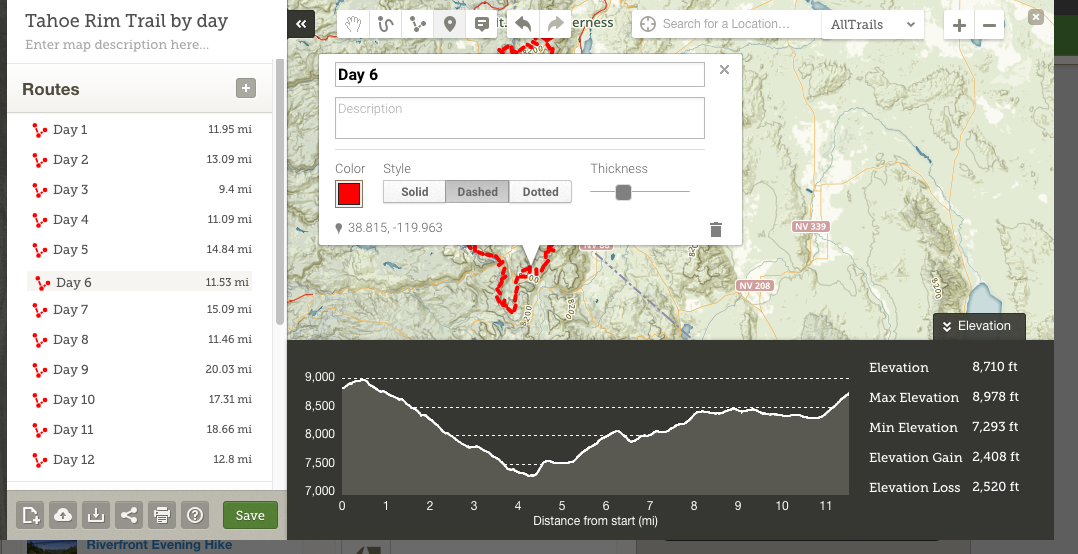 Tahoe Rim Trail by day
Enter map description here...
Routes
Day 1 11.95 mi
Day 2 13.09 mi
Day 3 9.4 mi
Day 4 11.09 mi
Day 5 14.84 mi
Day 6 11.53 mi
Day 7 15.09 mi
Day 8 11.46 mi
Day 9 20.03 mi
Day 10 17.31 mi
Day 11 18.66 mi
Day 12 12.8 mi
Save
Search for a Location...
AllTrails
erness
8200
Day 6
Description
Color Style Thickness
Solid Dashed Dotted
38.815, -119.963
NV 88
NV 339
NV 208
8200
8200
8200
Elevation
9,000
8,500
8,000
7,500
7,000
0 1 2 3 4 5 6 7 8 9 10 11
Distance from start (mi)
Elevation 8,710 ft
Max Elevation 8,978 ft
Min Elevation 7,293 ft
Elevation Gain 2,408 ft
Elevation Loss 2,520 ft
Riverfront Evening Hike